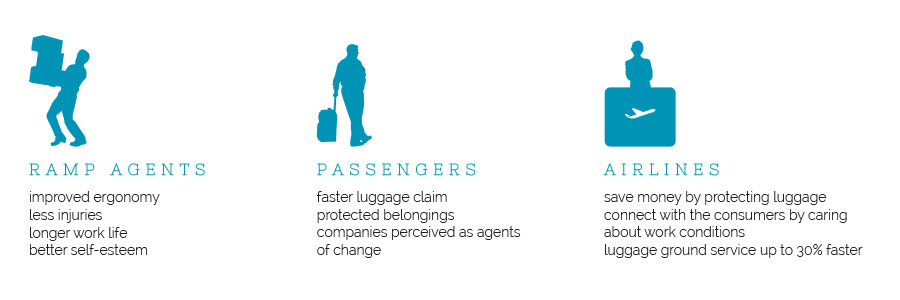 RAMP AGENTS
improved ergonomy
less injuries
longer work life
better self-esteem
PASSENGERS
faster luggage claim
protected belongings
companies perceived as agents
of change
AIRLINES
save money by protecting luggage
connect with the consumers by caring
about work conditions
luggage ground service up to 30% faster